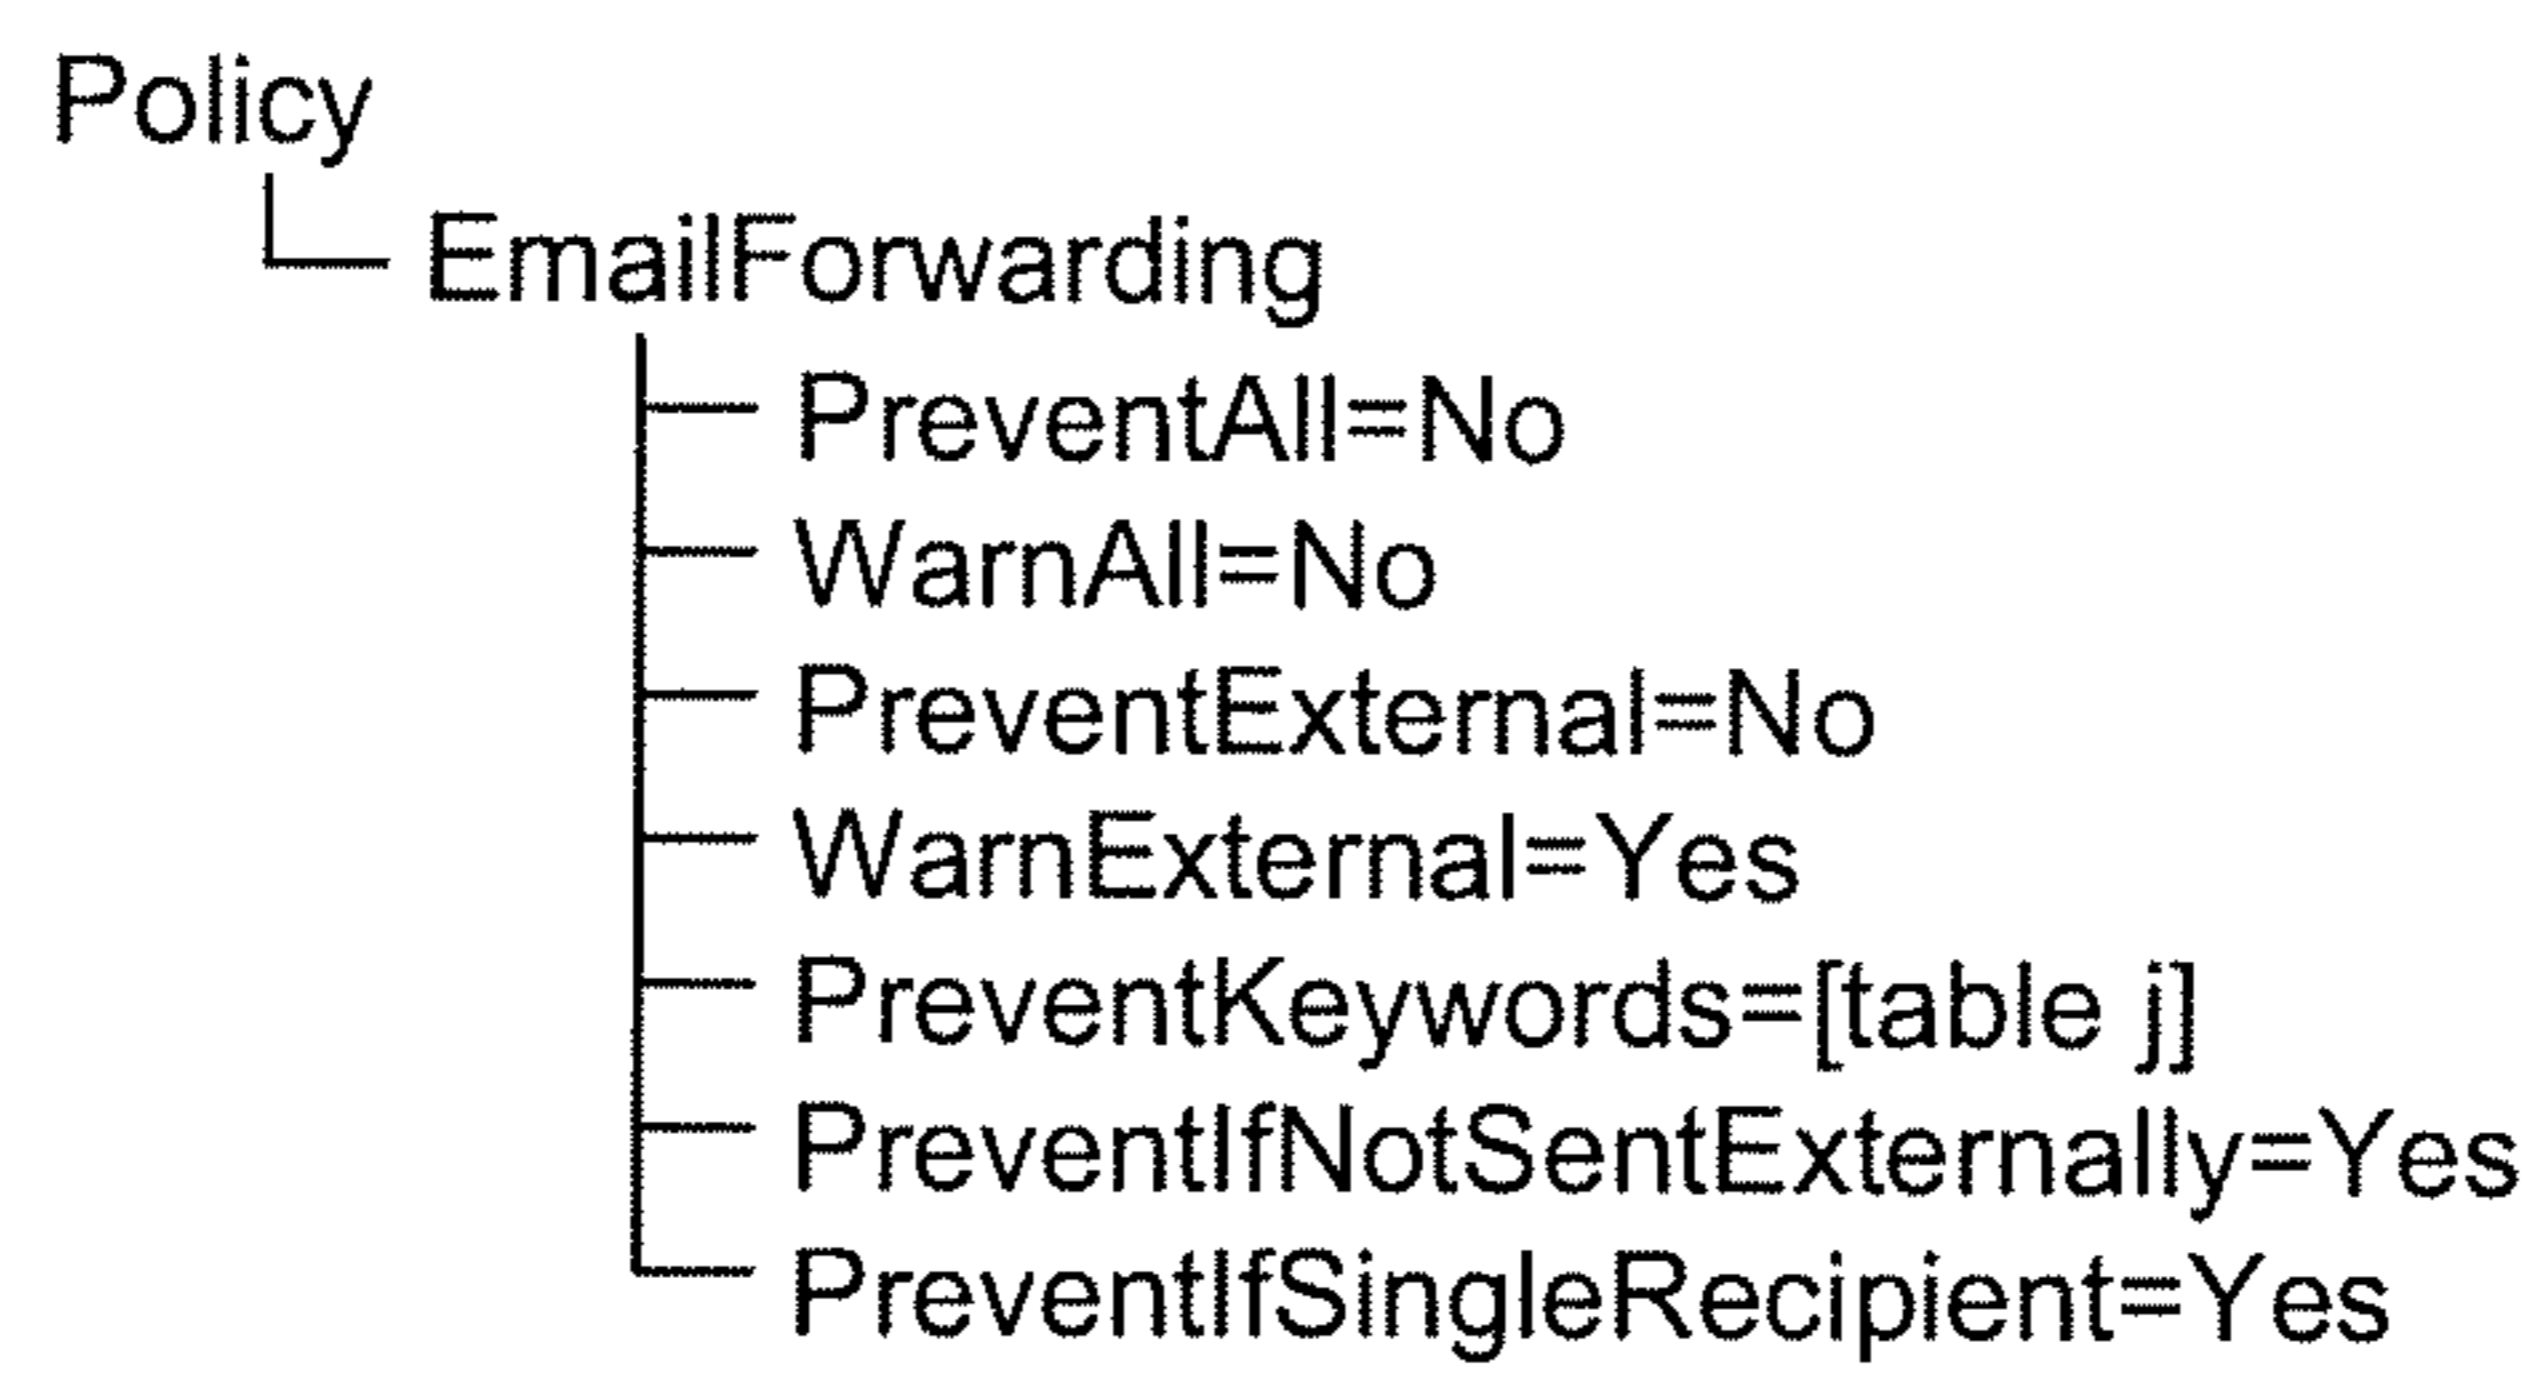 Policy
EmailForwarding
PreventAll=No
WarnAll=No
PreventExternal=No
WarnExternal=Yes
PreventKeywords=[table j]
PreventIfNotSentExternally=Yes
PreventIfSingleRecipient=Yes